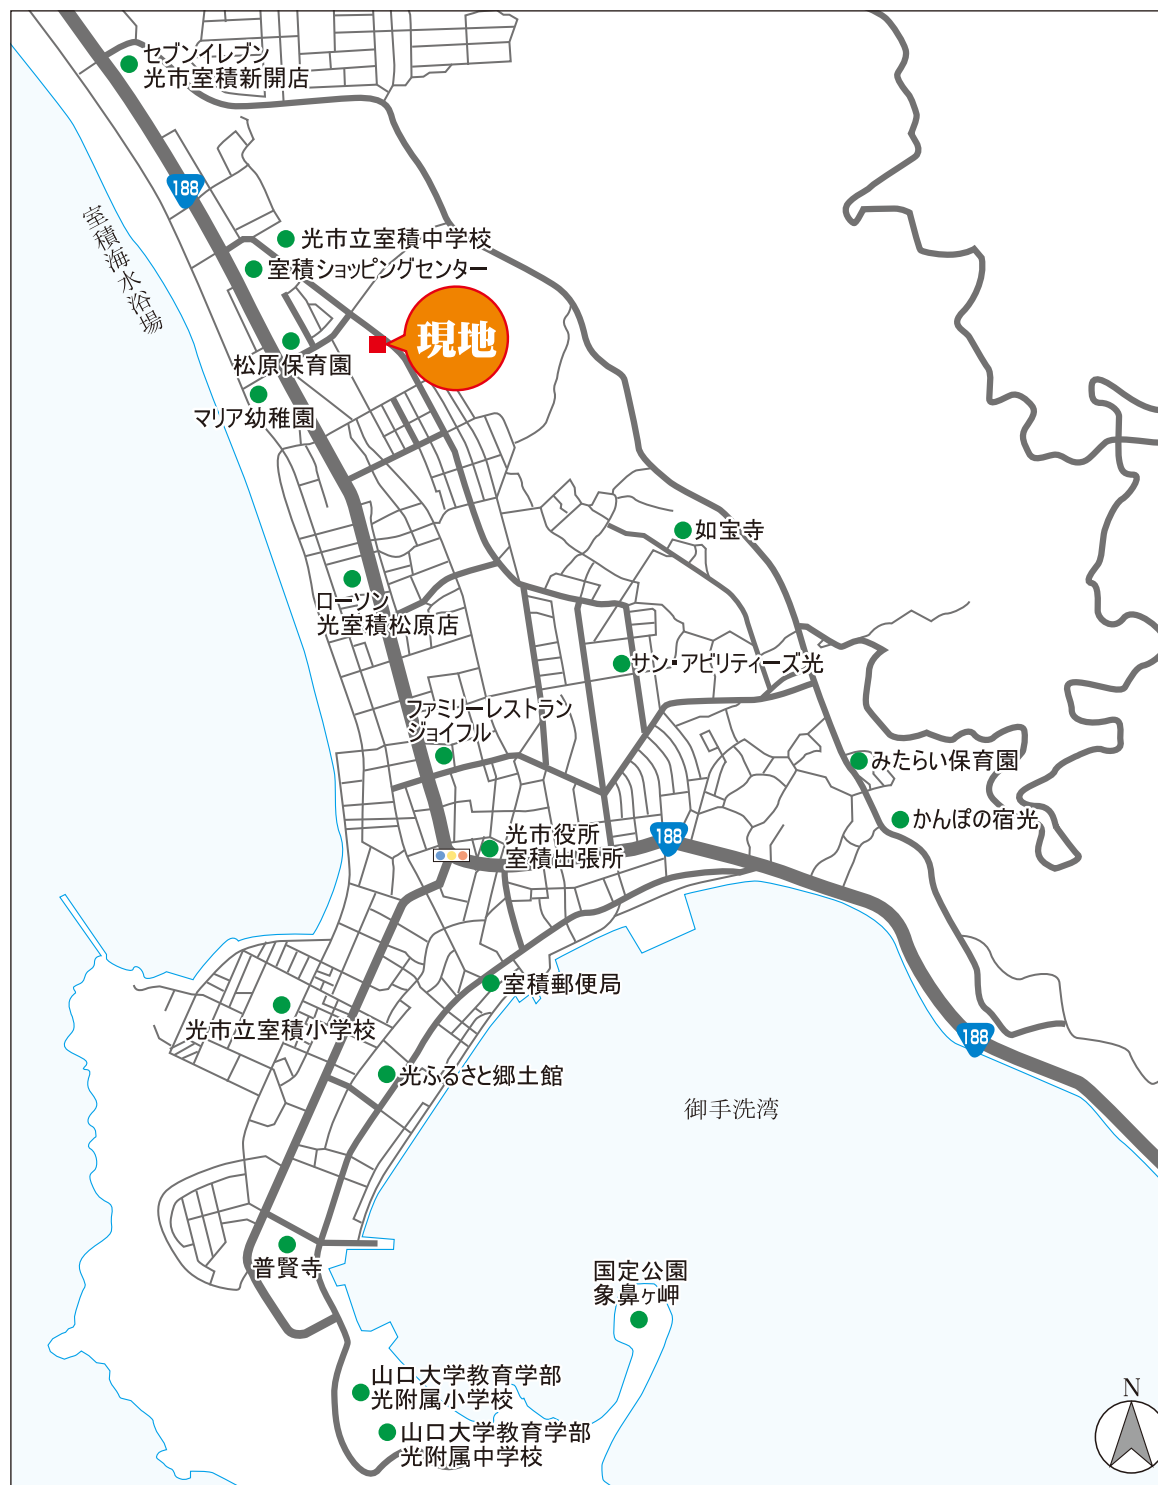 セブンイレブン
光市室積新開店
188
室積海水浴場
光市立室積中学校
室積ショッピングセンター
現地
松原保育園
マリア幼稚園
如宝寺
ローソン
光室積松原店
サン・アビリティーズ光
ファミリーレストラン
ジョイフル
みたらい保育園
かんぽの宿光
光市役所
室積出張所
188
室積郵便局
光市立室積小学校
188
光ふるさと郷土館
御手洗湾
普賢寺
国定公園
象鼻ヶ岬
山口大学教育学部
光附属小学校
山口大学教育学部
光附属中学校
N